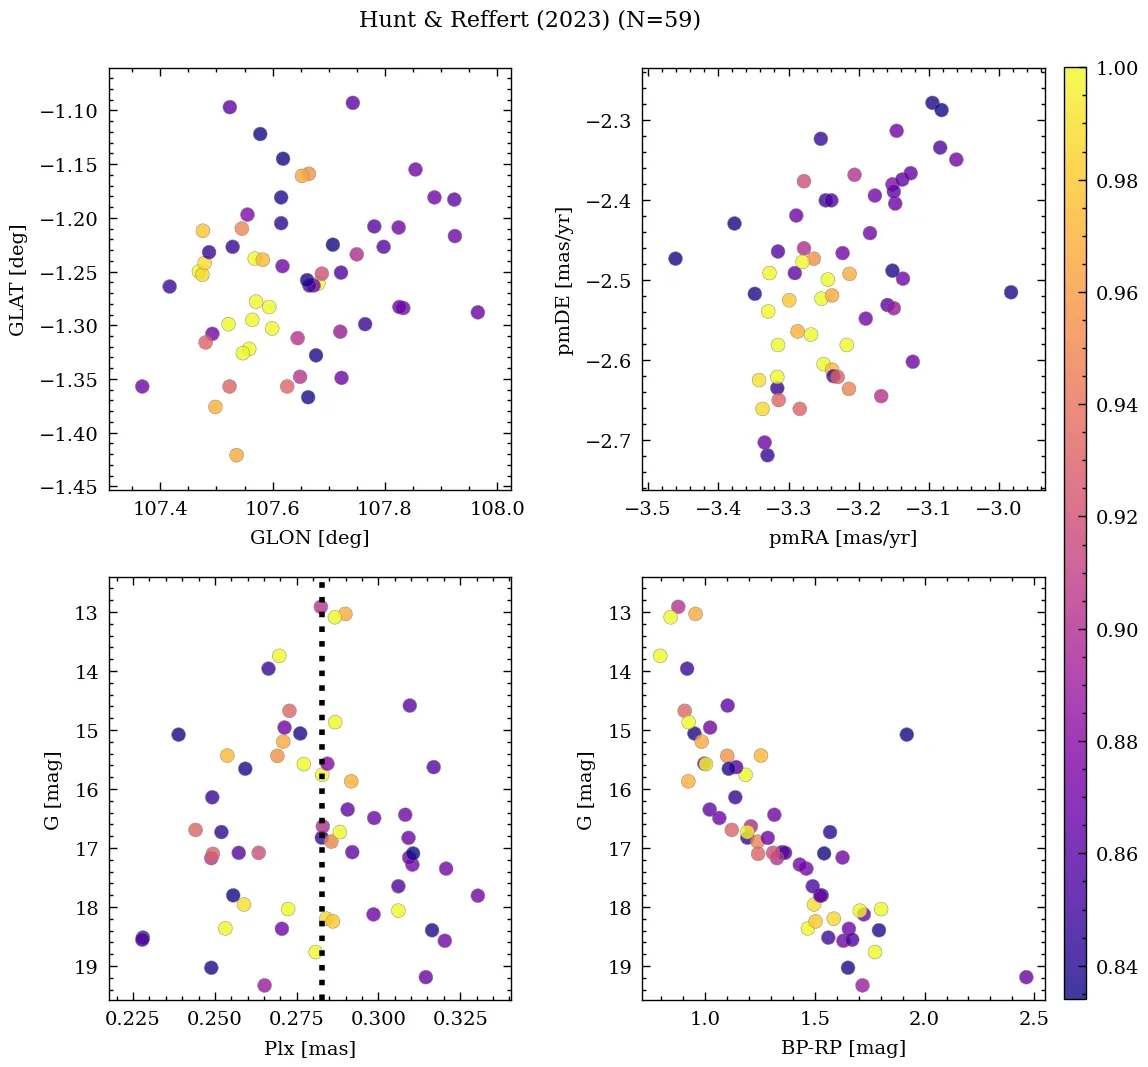 Hunt & Reffert (2023) (N=59)
−1.10
−1.15
−1.20
−1.25
−1.30
−1.35
−1.40
−1.45
GLAT [deg]
107.4 107.6 107.8 108.0
GLON [deg]
−2.3
−2.4
−2.5
−2.6
−2.7
pmDE [mas/yr]
−3.5 −3.4 −3.3 −3.2 −3.1 −3.0
pmRA [mas/yr]
13
14
15
16
17
18
19
G [mag]
0.225 0.250 0.275 0.300 0.325
Plx [mas]
13
14
15
16
17
18
19
G [mag]
1.0 1.5 2.0 2.5
BP-RP [mag]
1.00
0.98
0.96
0.94
0.92
0.90
0.88
0.86
0.84